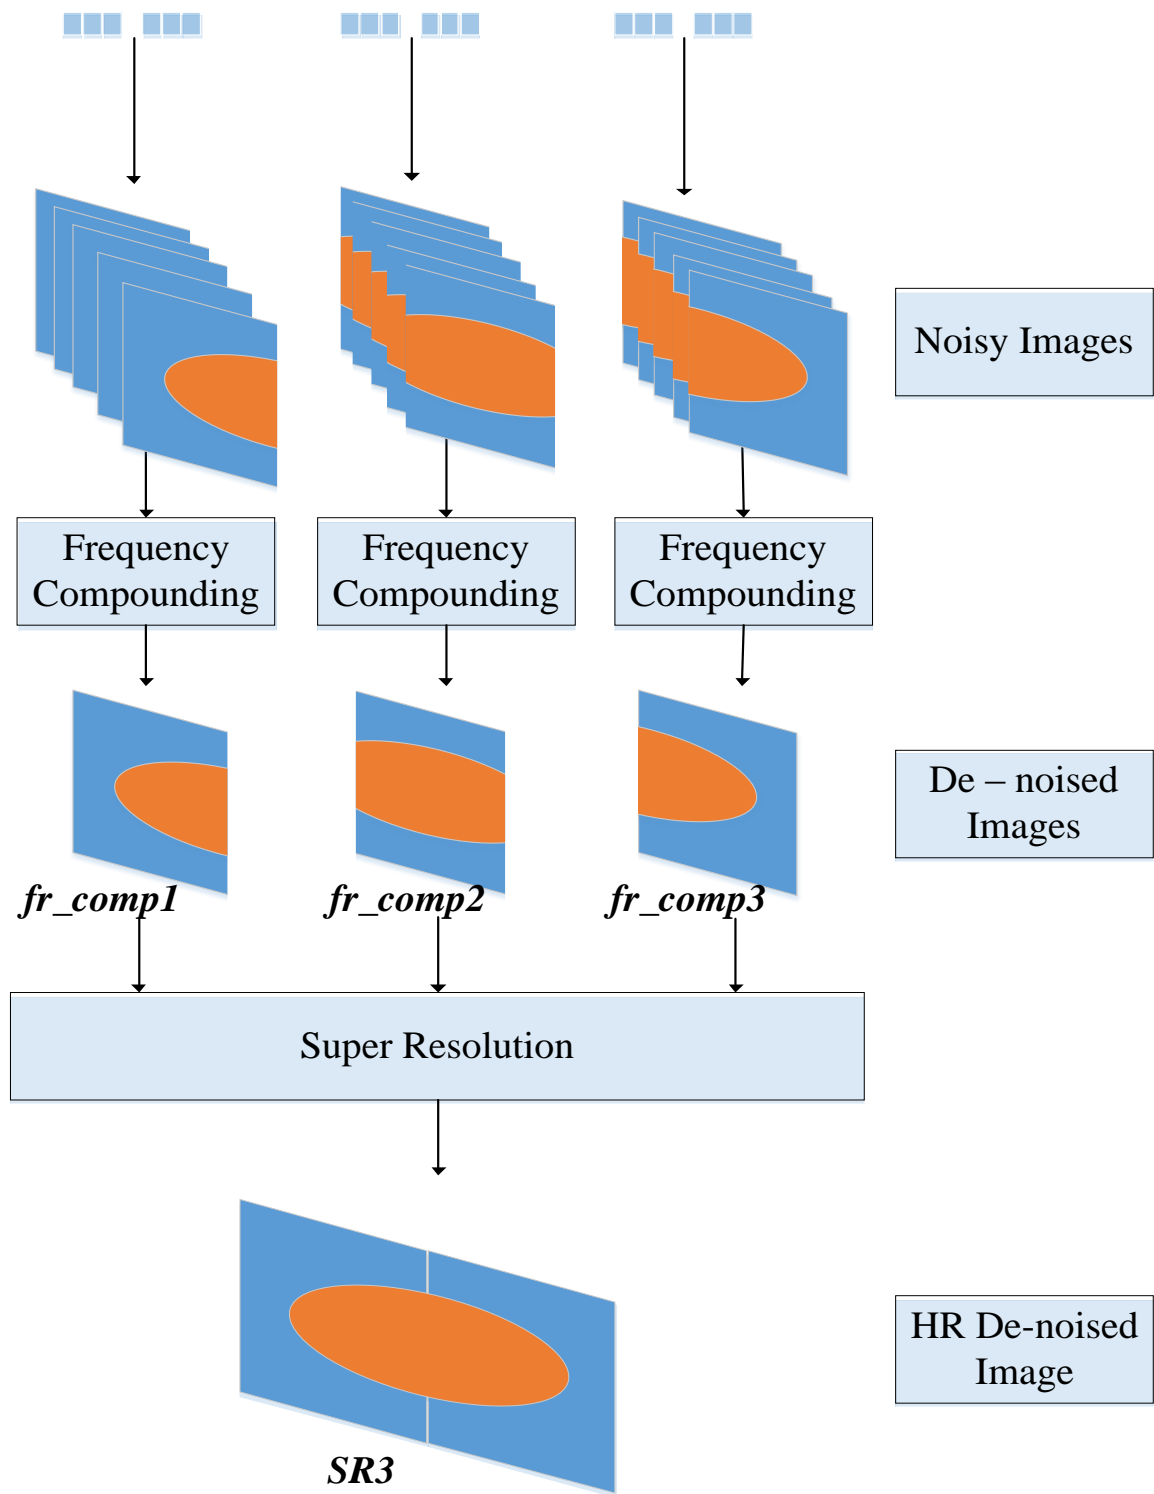 Noisy Images
Frequency
Compounding
Frequency
Compounding
Frequency
Compounding
De – noised
Images
fr_comp1
fr_comp2
fr_comp3
Super Resolution
HR De-noised
Image
SR3